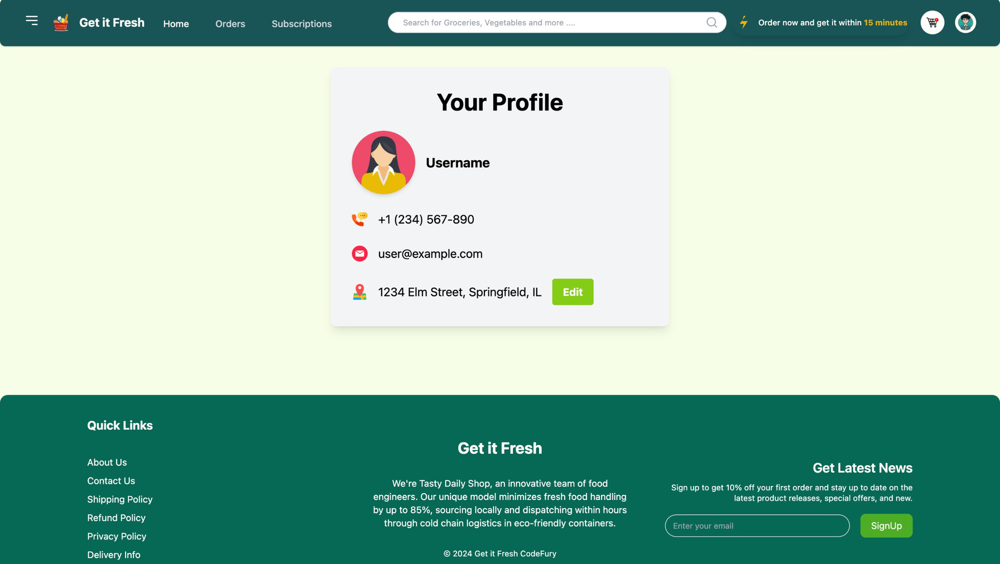 Get it Fresh
Home
Orders
Subscriptions
Search for Groceries, Vegetables and more ....
Order now and get it within 15 minutes
Your Profile
Username
+1 (234) 567-890
user@example.com
1234 Elm Street, Springfield, IL
Edit
Quick Links
About Us
Contact Us
Shipping Policy
Refund Policy
Privacy Policy
Delivery Info
Get it Fresh
We're Tasty Daily Shop, an innovative team of food
engineers. Our unique model minimizes fresh food handling
by up to 85%, sourcing locally and dispatching within hours
through cold chain logistics in eco-friendly containers.
© 2024 Get it Fresh CodeFury
Get Latest News
Sign up to get 10% off your first order and stay up to date on the
latest product releases, special offers, and new.
Enter your email
SignUp